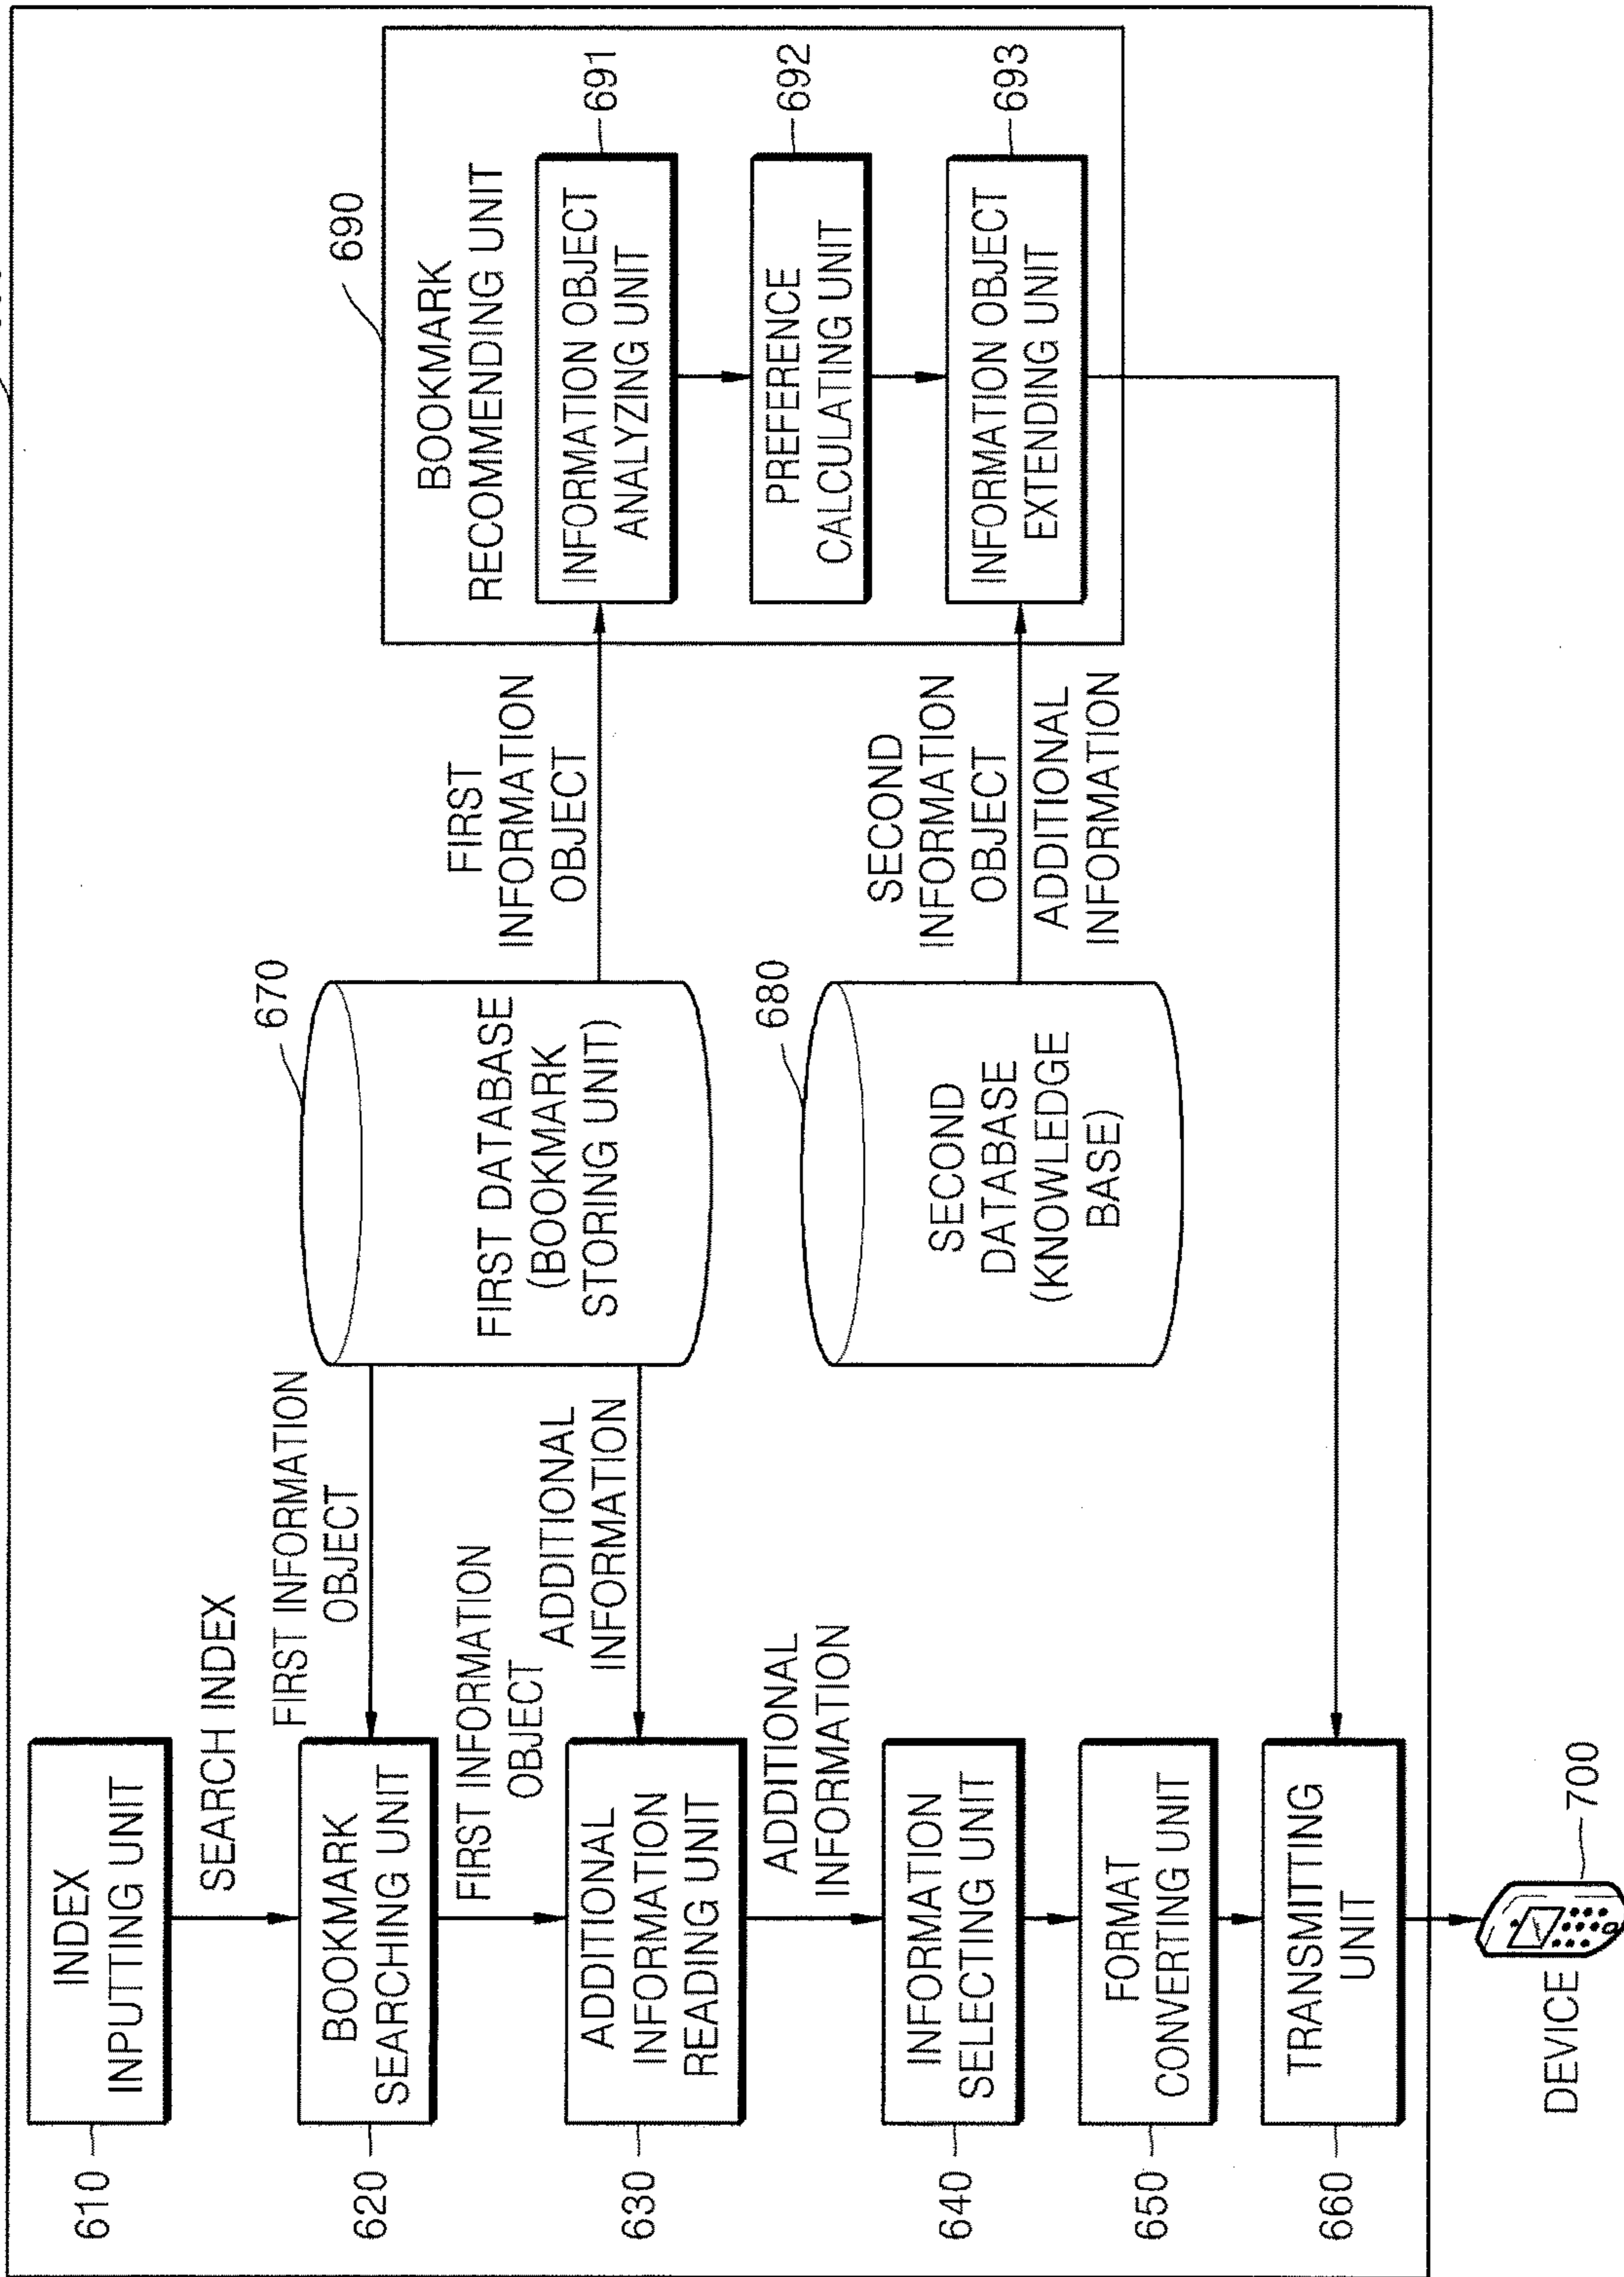 610
INDEX
INPUTTING UNIT
SEARCH INDEX
620
BOOKMARK
SEARCHING UNIT
FIRST INFORMATION
OBJECT
FIRST INFORMATION
OBJECT
630
ADDITIONAL
INFORMATION
READING UNIT
ADDITIONAL
INFORMATION
ADDITIONAL
INFORMATION
640
INFORMATION
SELECTING UNIT
650
FORMAT
CONVERTING UNIT
660
TRANSMITTING
UNIT
DEVICE
700
670
FIRST DATABASE
(BOOKMARK
STORING UNIT)
680
SECOND
DATABASE
(KNOWLEDGE
BASE)
FIRST
INFORMATION
OBJECT
SECOND
INFORMATION
OBJECT
ADDITIONAL
INFORMATION
690
BOOKMARK
RECOMMENDING UNIT
INFORMATION OBJECT
ANALYZING UNIT
691
PREFERENCE
CALCULATING UNIT
692
INFORMATION OBJECT
EXTENDING UNIT
693